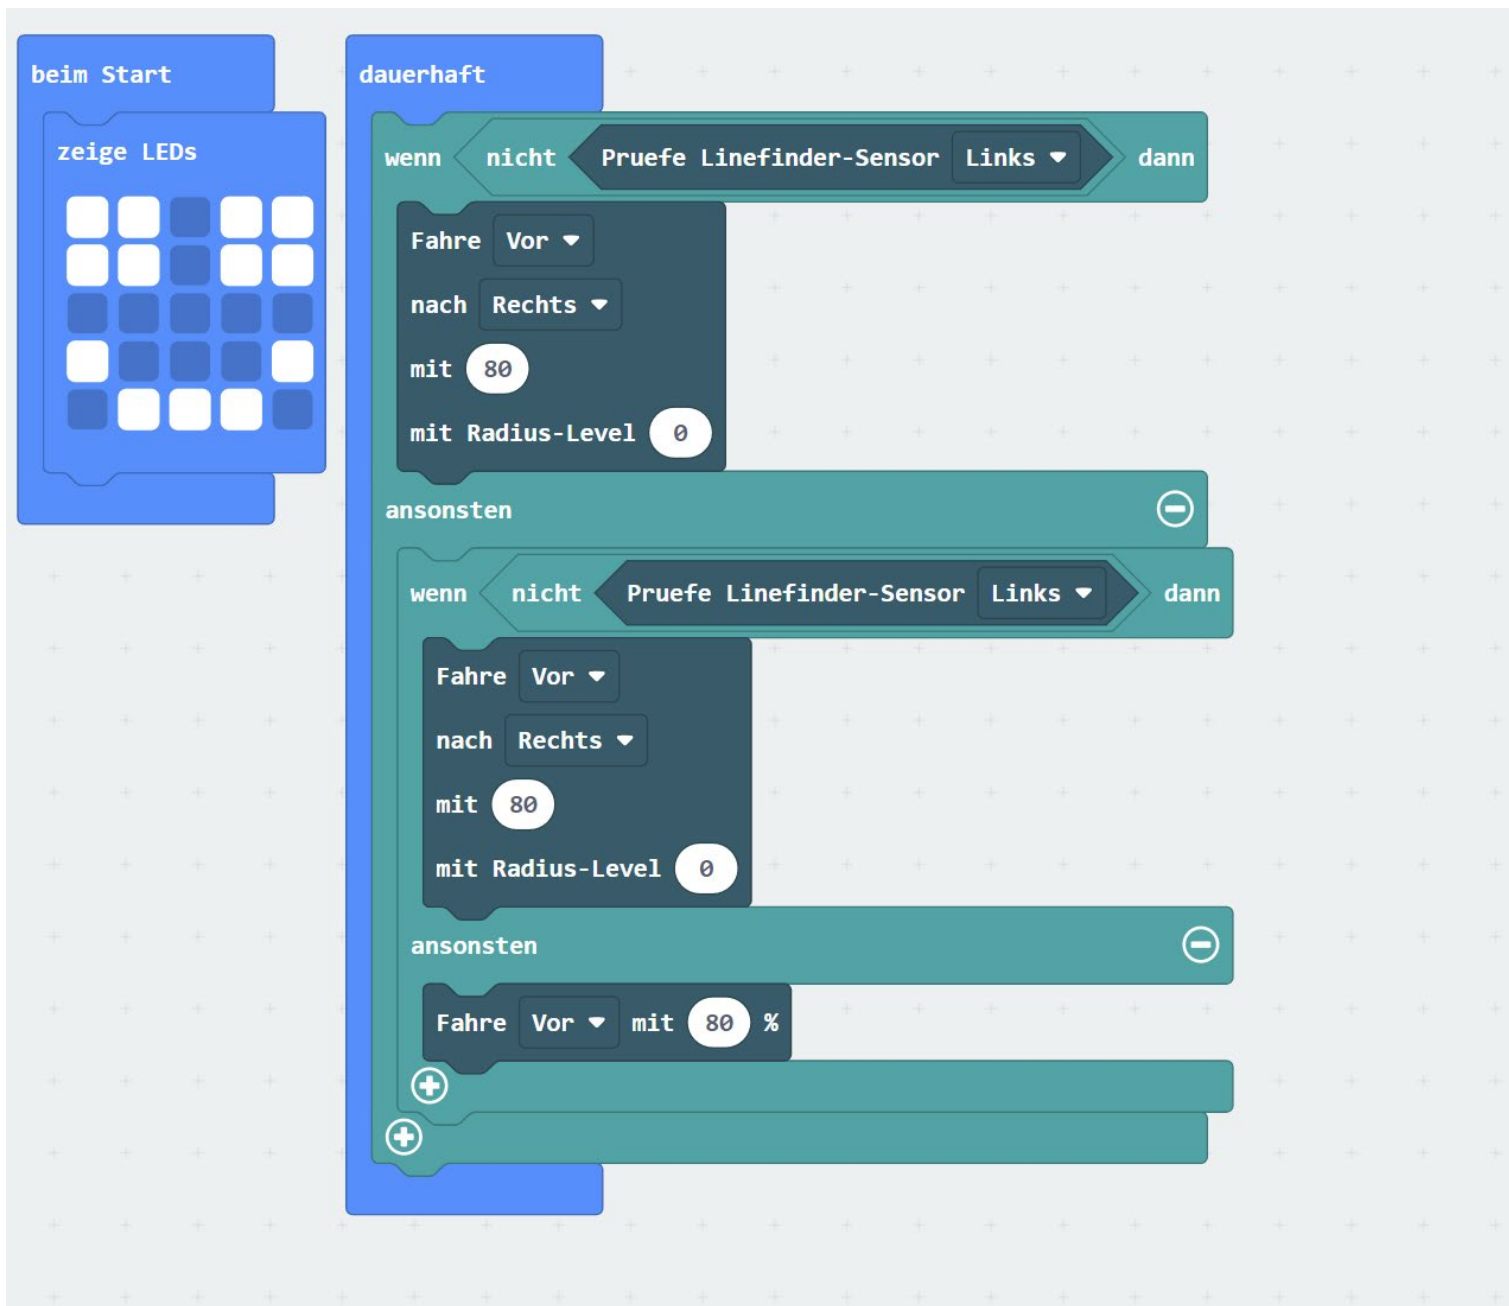 beim Start
zeige LEDs
dauerhaft
wenn nicht Pruefe Linefinder-Sensor Links dann
Fahre Vor
nach Rechts
mit 80
mit Radius-Level 0
ansonsten
wenn nicht Pruefe Linefinder-Sensor Links dann
Fahre Vor
nach Rechts
mit 80
mit Radius-Level 0
ansonsten
Fahre Vor mit 80 %